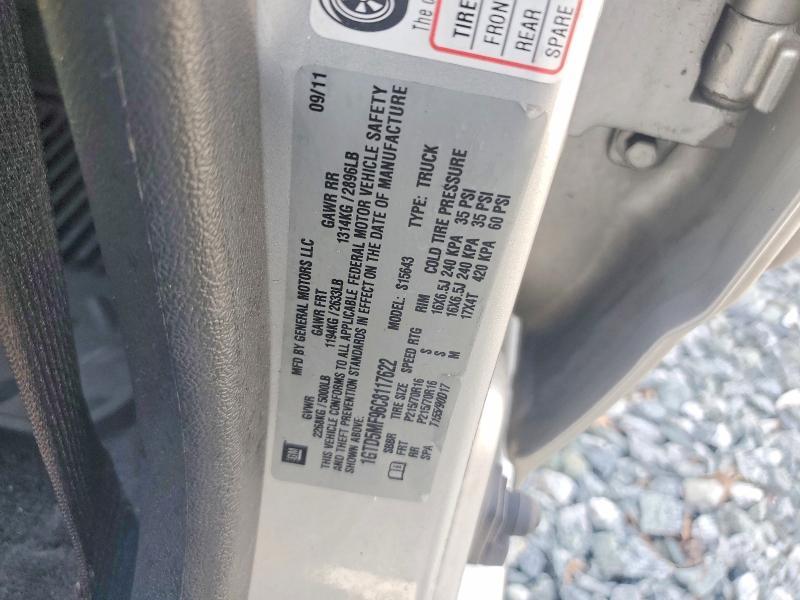 The
TIRE
FRON
REAR
SPARE
MFD BY GENERAL MOTORS LLC 09/11
GVWR GAWR FRT GAWR RR
2268KG/5000LB 1194KG/2633LB 1314KG/2896LB
THIS VEHICLE CONFORMS TO ALL APPLICABLE FEDERAL MOTOR VEHICLE SAFETY
AND THEFT PREVENTION STANDARDS IN EFFECT ON THE DATE OF MANUFACTURE
SHOWN ABOVE.
1GTD5MF96C8117622 MODEL: S15643 TYPE: TRUCK
GM
SBBR TIRE SIZE SPEED RTG RIM COLD TIRE PRESSURE
FRT P215/70R16 S 16X6.5J 240 KPA 35 PSI
RR P215/70R16 S 16X6.5J 240 KPA 35 PSI
SPA T155/90D17 M 17X4T 420 KPA 60 PSI